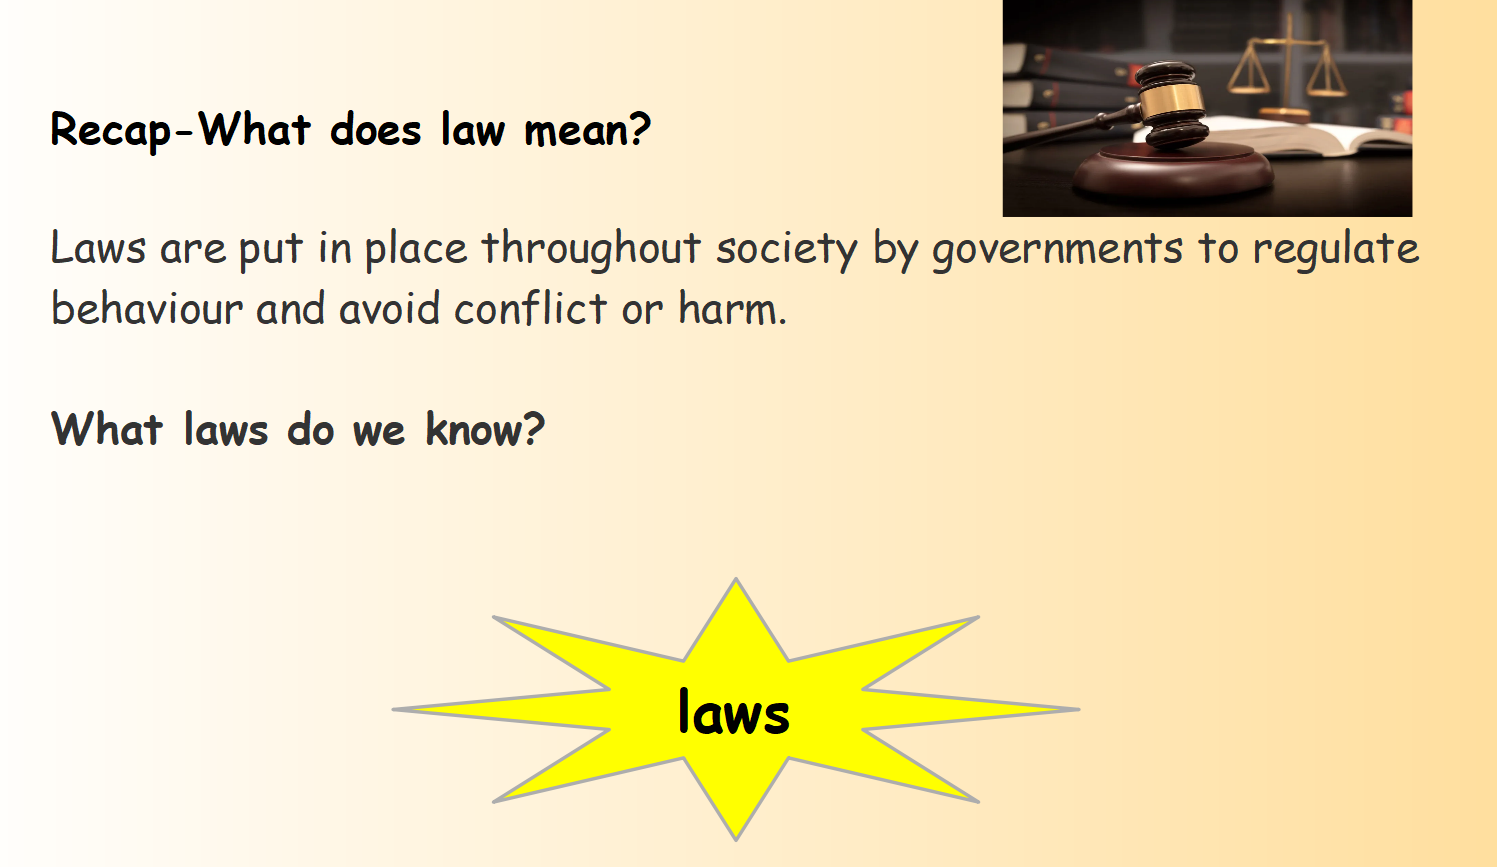 Recap-What does law mean?
Laws are put in place throughout society by governments to regulate
behaviour and avoid conflict or harm.
What laws do we know?
laws